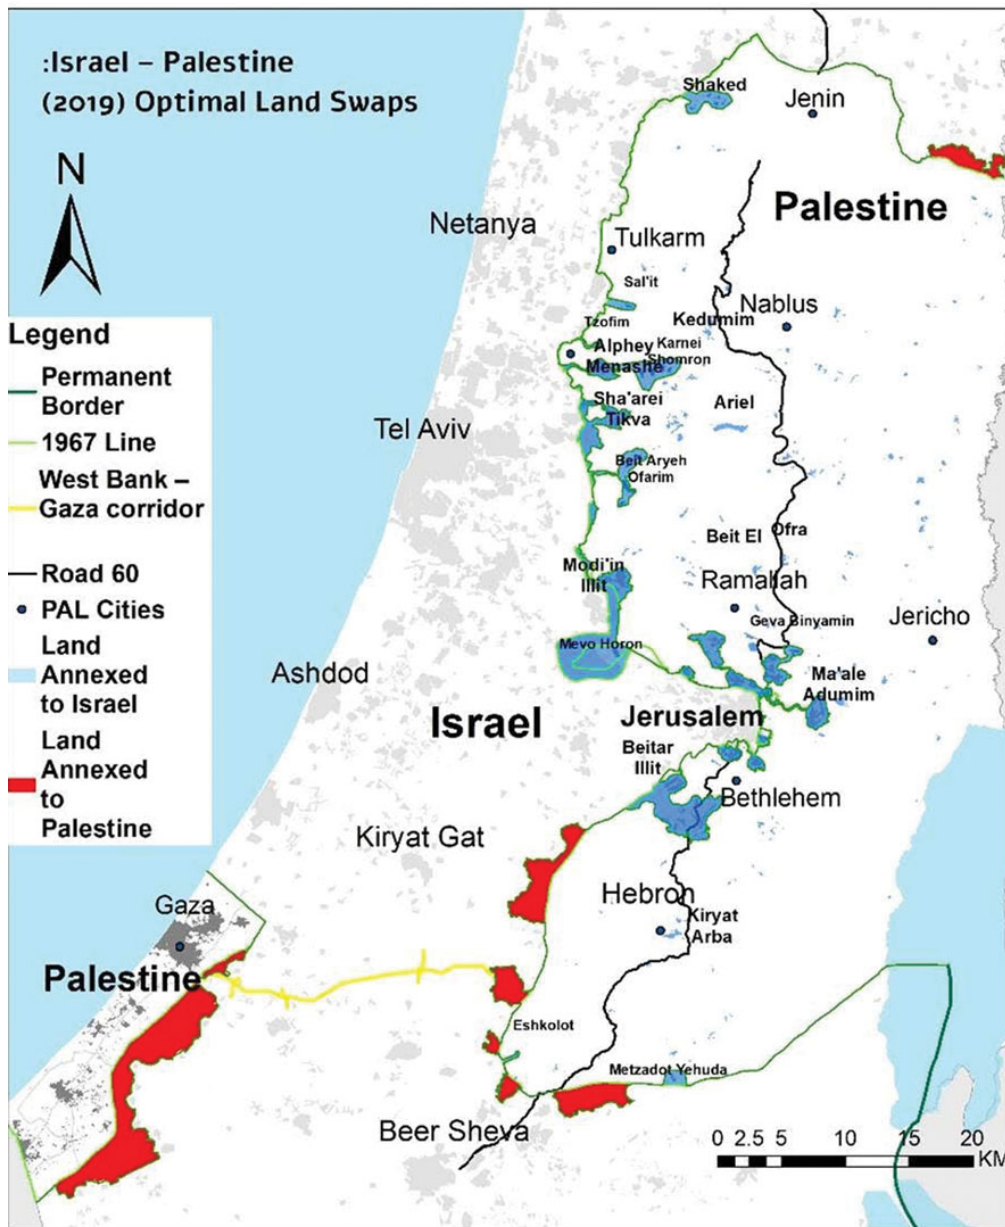 :Israel – Palestine
(2019) Optimal Land Swaps
N
Legend
Permanent
Border
1967 Line
West Bank –
Gaza corridor
Road 60
PAL Cities
Land
Annexed
to Israel
Land
Annexed
to
Palestine
Shaked
Jenin
Palestine
Netanya
Tulkarm
Sal'it
Nablus
Tzofim
Kedumim
Alphey
Menashe
Karnei
Shomron
Sha'arei
Tikva
Ariel
Tel Aviv
Beit Aryeh
Ofarim
Beit El
Ofra
Modi'in
Illit
Ramallah
Geva Binyamin
Jericho
Mevo Horon
Ashdod
Ma'ale
Adumim
Israel
Jerusalem
Beitar
Illit
Bethlehem
Kiryat Gat
Gaza
Hebron
Kiryat
Arba
Palestine
Eshkolot
Metzadot Yehuda
Beer Sheva
0 2.5 5 10 15 20
KM